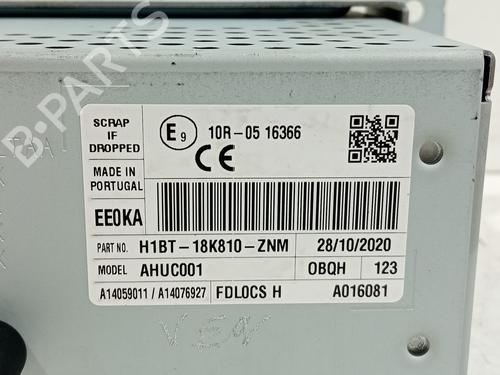 SCRAP
IF
DROPPED
E9
10R-05 16366
CE
MADE IN
PORTUGAL
EE0KA
PART NO. H1BT-18K810-ZNM 28/10/2020
MODEL AHUC001 OBQH 123
A14059011 / A14076927 FDLOCS H A016081
VEN
B-PARTS